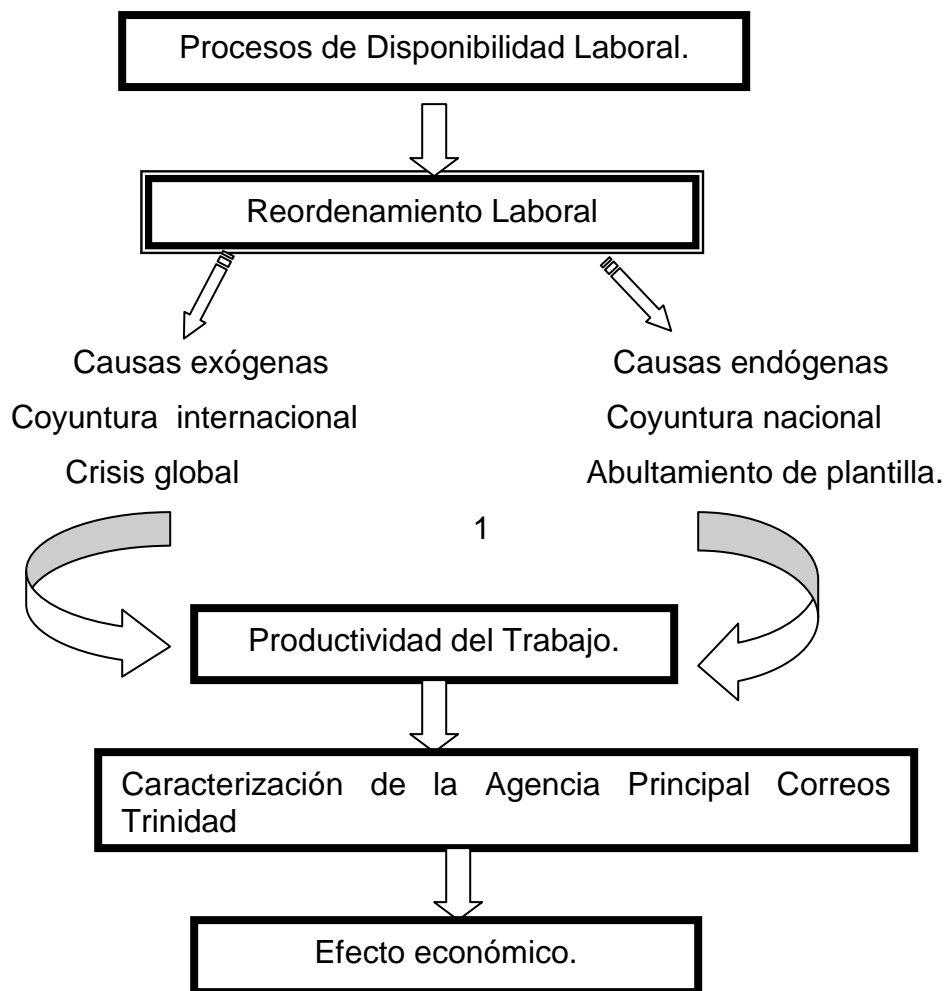 Procesos de Disponibilidad Laboral.
Reordenamiento Laboral
Causas exógenas
Causas endógenas
Coyuntura internacional
Coyuntura nacional
Crisis global
Abultamiento de plantilla.
1
Productividad del Trabajo.
Caracterización de la Agencia Principal Correos
Trinidad
Efecto económico.